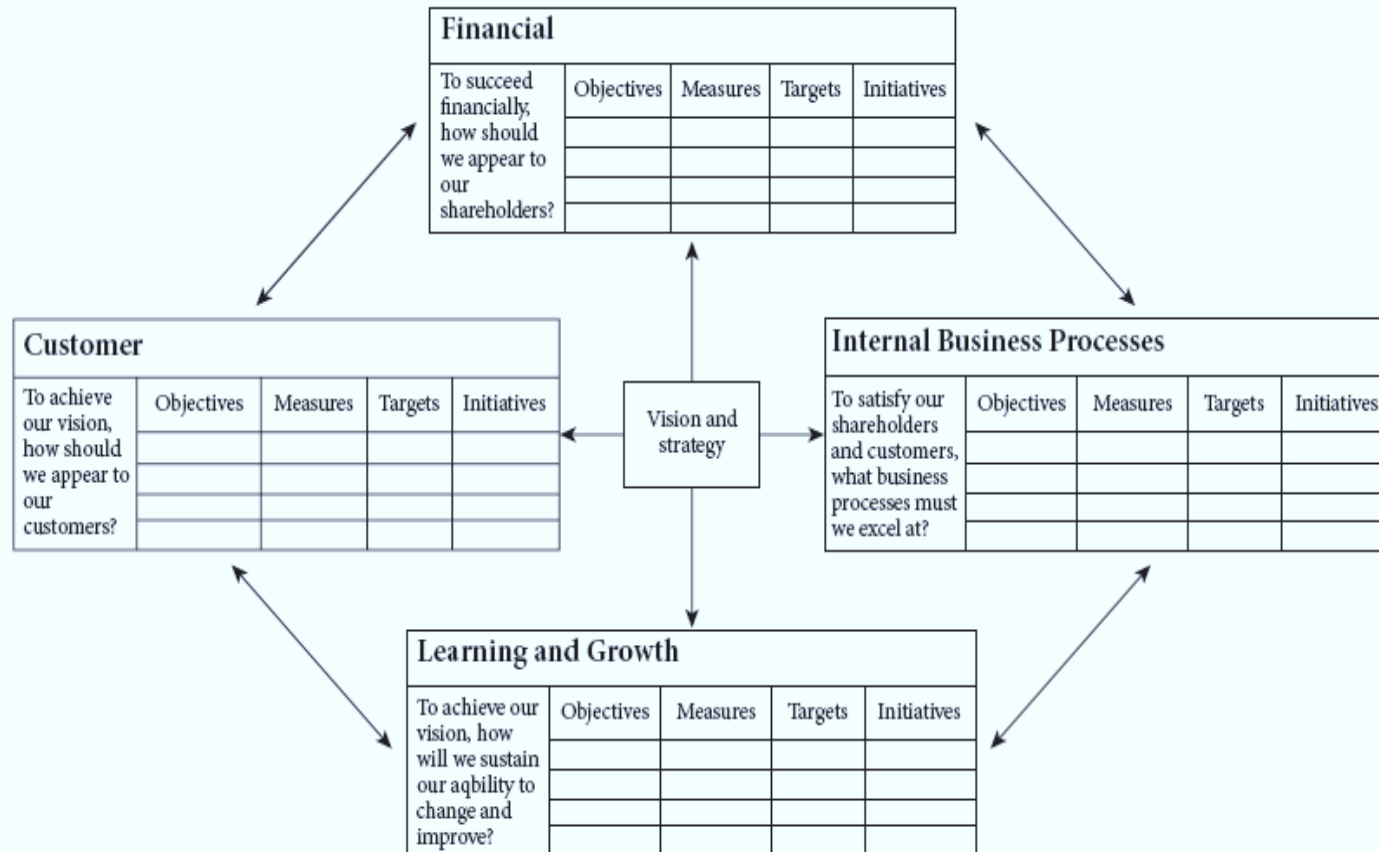 Financial
To succeed
financially,
how should
we appear to
our
shareholders?
Objectives Measures Targets Initiatives
Customer
To achieve
our vision,
how should
we appear to
our
customers?
Objectives Measures Targets Initiatives
Vision and
strategy
Internal Business Processes
To satisfy our
shareholders
and customers,
what business
processes must
we excel at?
Objectives Measures Targets Initiatives
Learning and Growth
To achieve our
vision, how
will we sustain
our aqbility to
change and
improve?
Objectives Measures Targets Initiatives